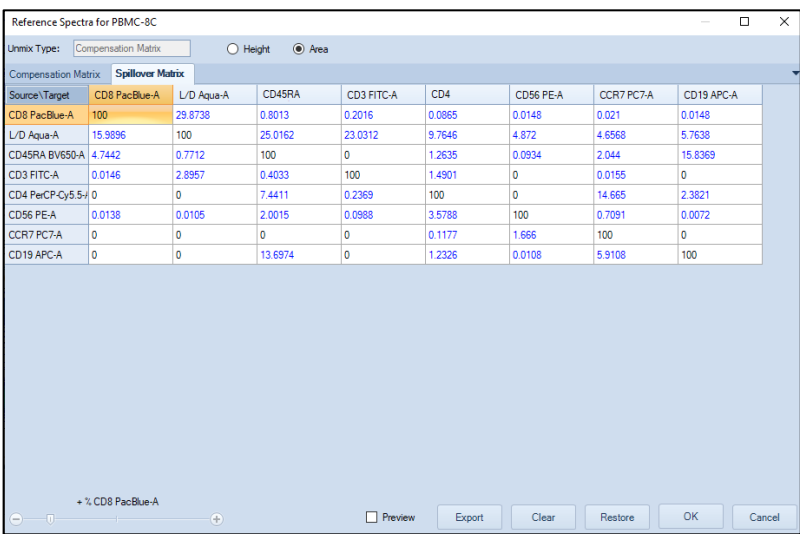 Reference Spectra for PBMC-8C
Unmix Type: Compensation Matrix Height Area
Compensation Matrix Spillover Matrix
Source\Target CD8 PacBlue-A L/D Aqua-A CD45RA CD3 FITC-A CD4 CD56 PE-A CCR7 PC7-A CD19 APC-A
CD8 PacBlue-A 100 29.8738 0.8013 0.2016 0.0865 0.0148 0.021 0.0148
L/D Aqua-A 15.9896 100 25.0162 23.0312 9.7646 4.872 4.6568 5.7638
CD45RA BV650-A 4.7442 0.7712 100 0 1.2635 0.0934 2.044 15.8369
CD3 FITC-A 0.0146 2.8957 0.4033 100 1.4901 0 0.0155 0
CD4 PerCP-Cy5.5-A 0 0 7.4411 0.2369 100 0 14.665 2.3821
CD56 PE-A 0.0138 0.0105 2.0015 0.0988 3.5788 100 0.7091 0.0072
CCR7 PC7-A 0 0 0 0 0.1177 1.666 100 0
CD19 APC-A 0 0 13.6974 0 1.2326 0.0108 5.9108 100
+ % CD8 PacBlue-A
Preview Export Clear Restore OK Cancel